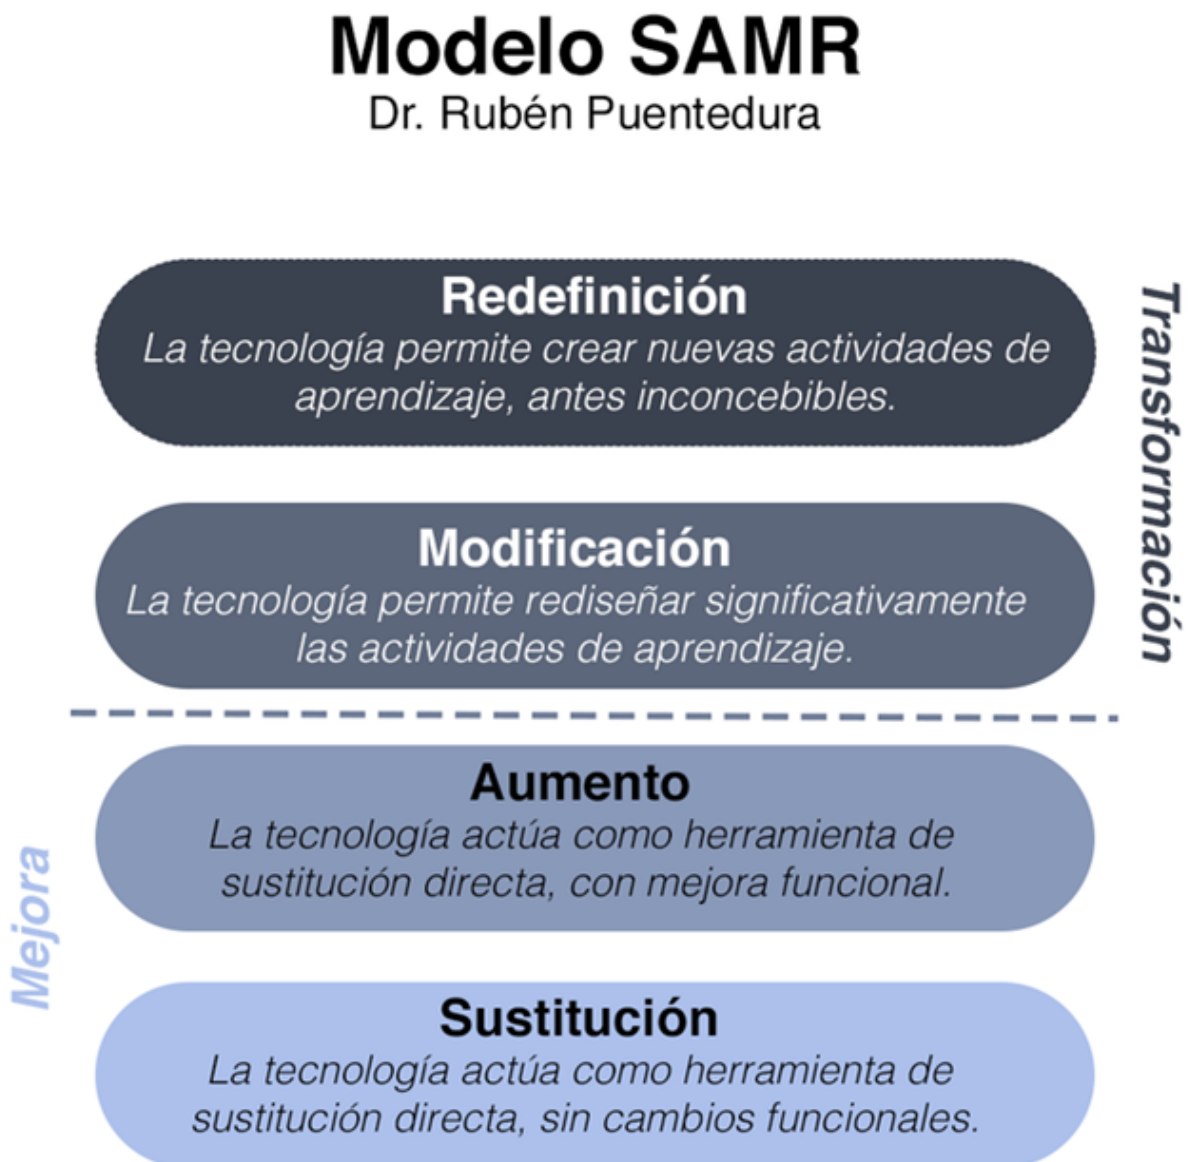 Modelo SAMR
Dr. Rubén Puentedura
Redefinición
La tecnología permite crear nuevas actividades de
aprendizaje, antes inconcebibles.
Modificación
La tecnología permite rediseñar significativamente
las actividades de aprendizaje.
Transformación
Aumento
La tecnología actúa como herramienta de
sustitución directa, con mejora funcional.
Sustitución
La tecnología actúa como herramienta de
sustitución directa, sin cambios funcionales.
Mejora